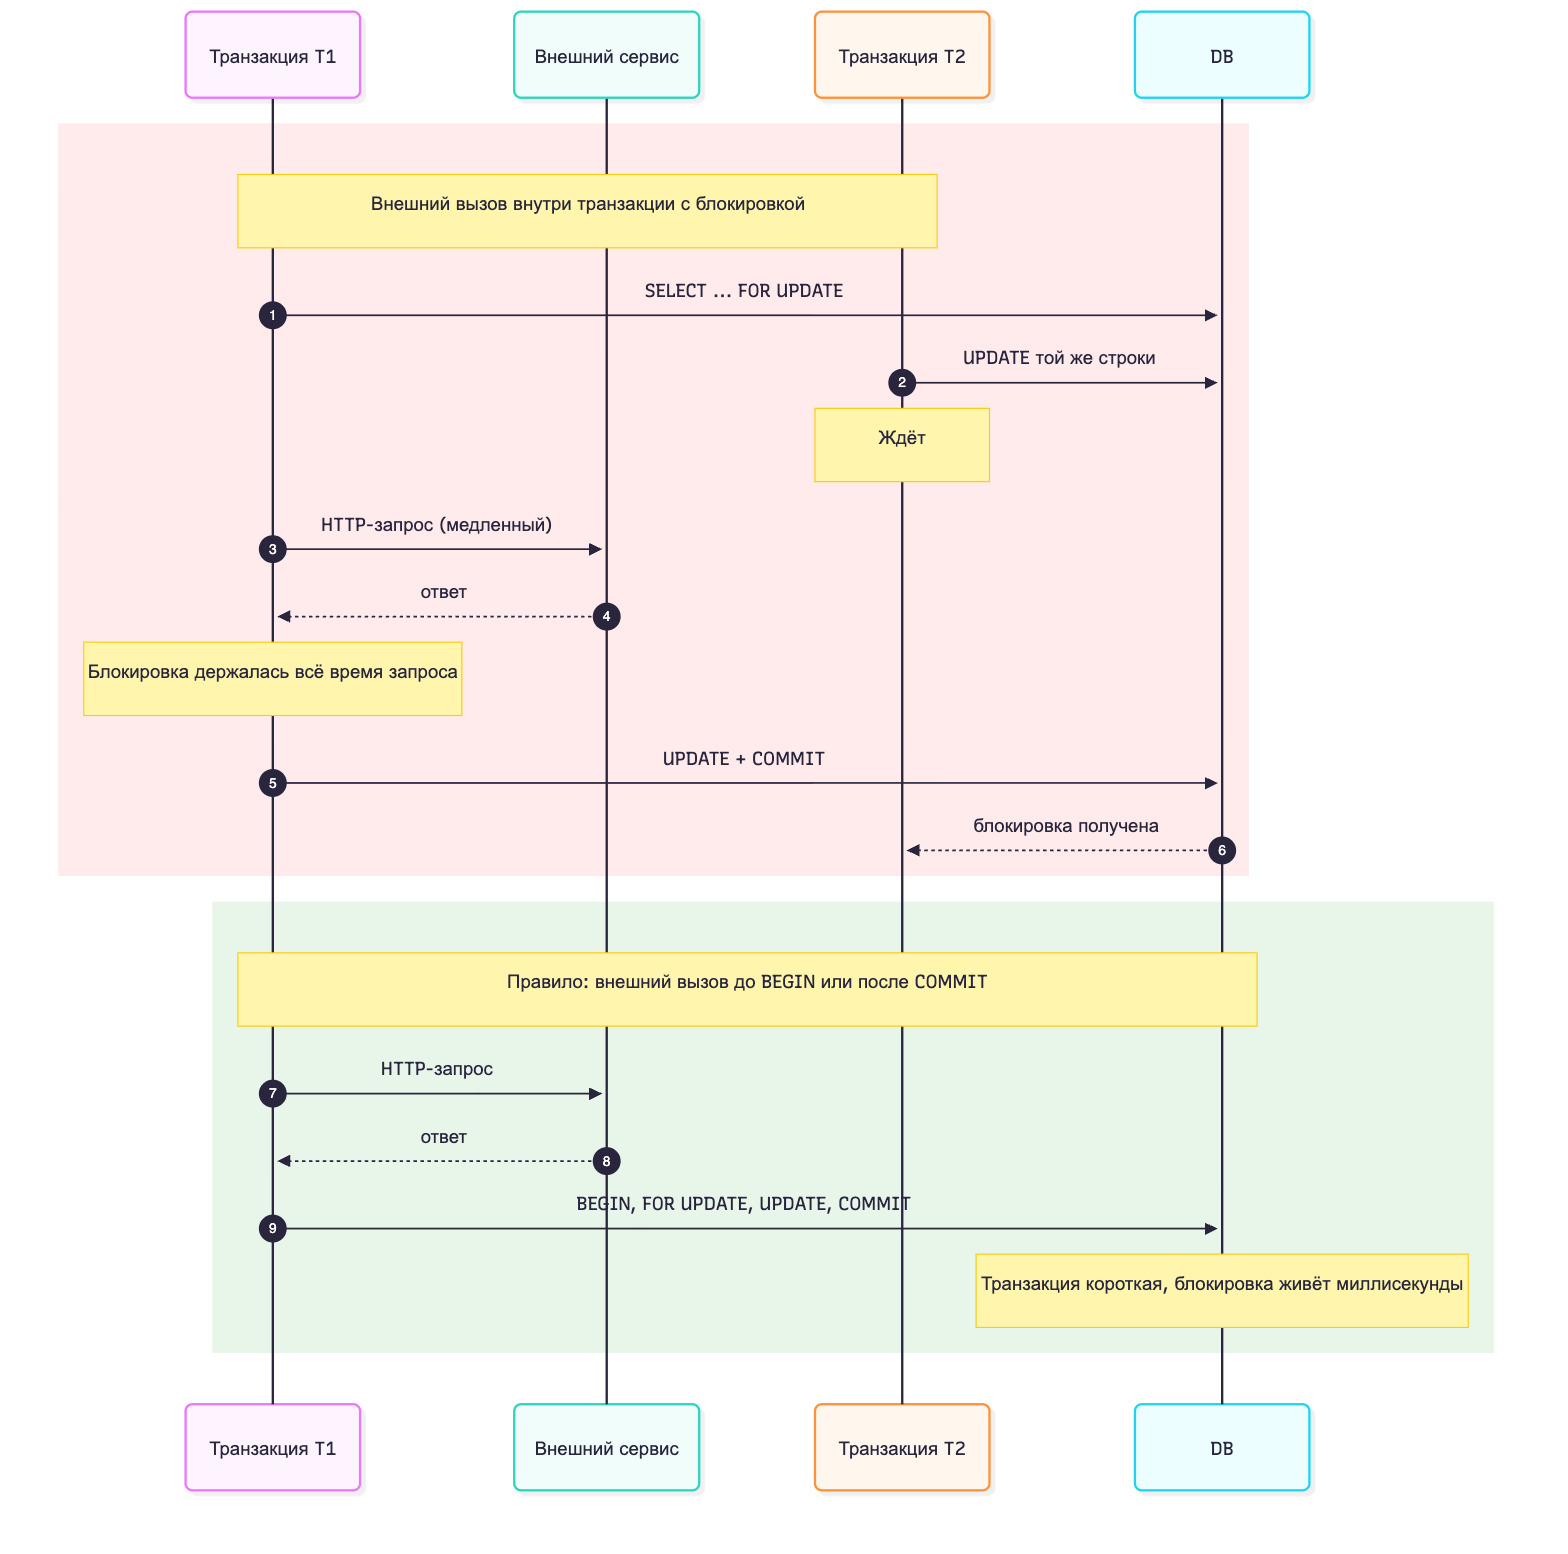 Транзакция T1
Внешний сервис
Транзакция T2
DB
Внешний вызов внутри транзакции с блокировкой
SELECT ... FOR UPDATE
1
UPDATE той же строки
2
Ждёт
HTTP-запрос (медленный)
3
ответ
4
Блокировка держалась всё время запроса
UPDATE + COMMIT
5
блокировка получена
6
Правило: внешний вызов до BEGIN или после COMMIT
HTTP-запрос
7
ответ
8
BEGIN, FOR UPDATE, UPDATE, COMMIT
9
Транзакция короткая, блокировка живёт миллисекунды
Транзакция T1
Внешний сервис
Транзакция T2
DB